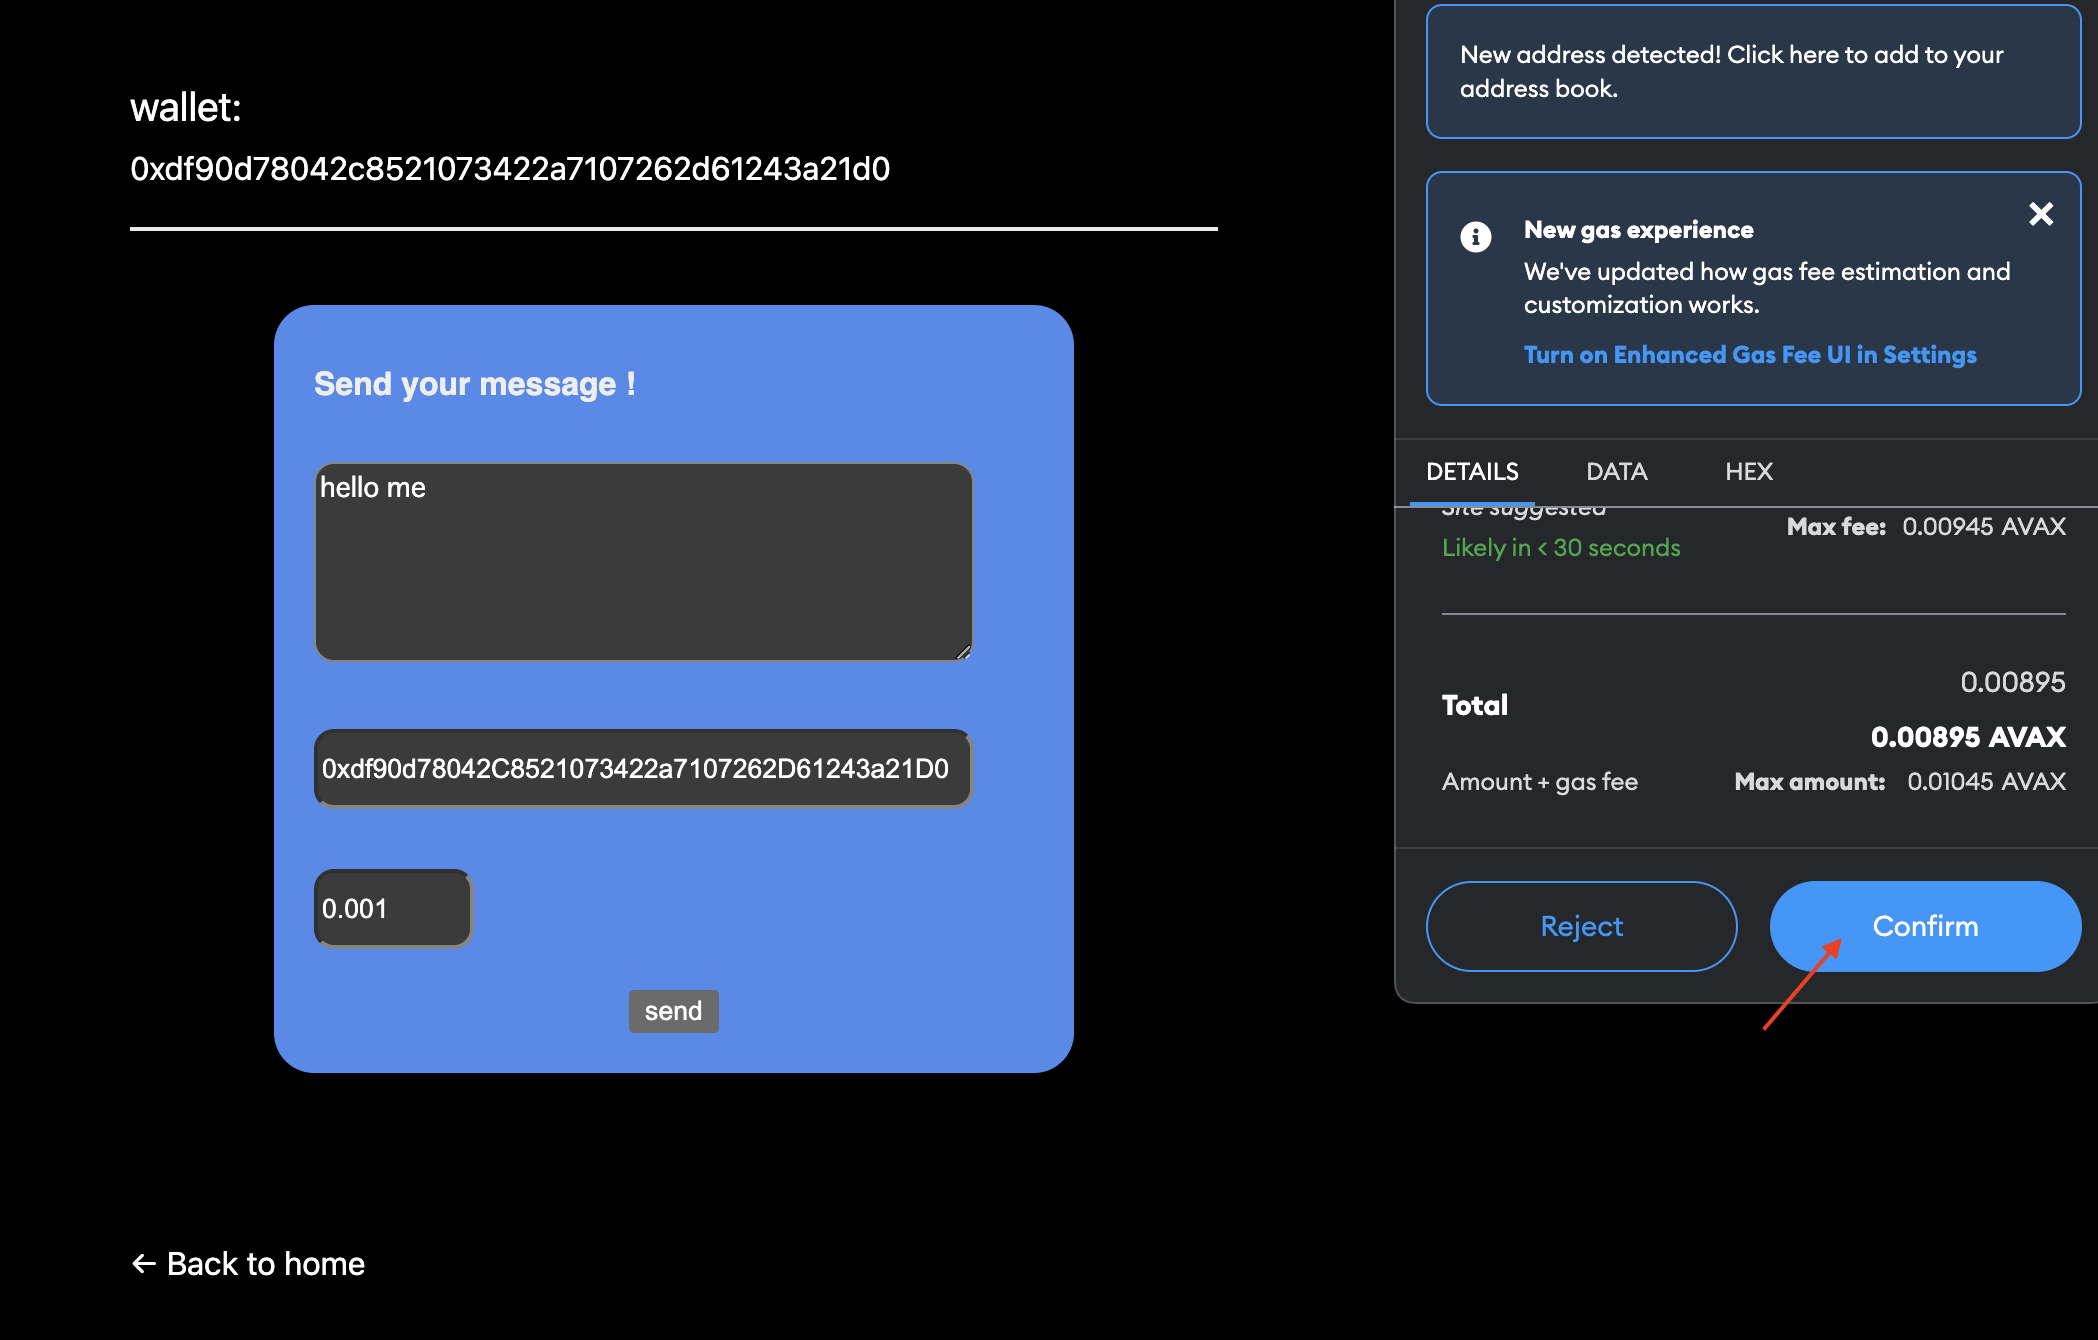 wallet:
0xdf90d78042c8521073422a7107262d61243a21d0
Send your message !
hello me
0xdf90d78042C8521073422a7107262D61243a21D0
0.001
send
← Back to home
New address detected! Click here to add to your
address book.
New gas experience
We've updated how gas fee estimation and
customization works.
Turn on Enhanced Gas Fee UI in Settings
DETAILS DATA HEX
Site suggested
Max fee: 0.00945 AVAX
Likely in < 30 seconds
0.00895
Total
0.00895 AVAX
Amount + gas fee Max amount: 0.01045 AVAX
Reject Confirm